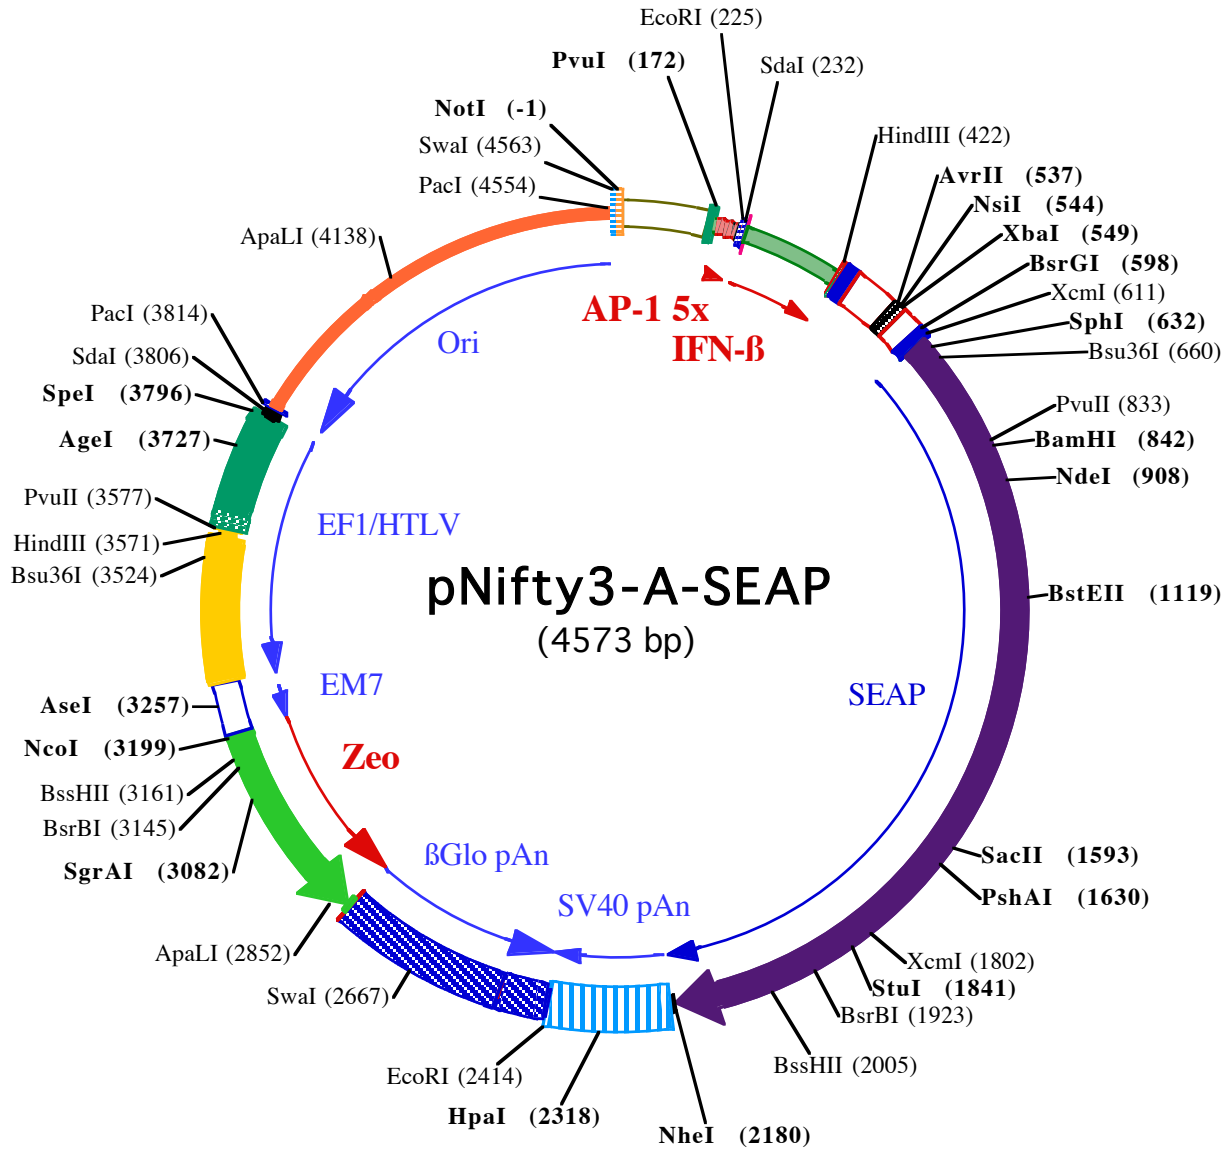 EcoRI (225)
PvuI (172)
SdaI (232)
NotI (-1)
SwaI (4563)
PacI (4554)
HindIII (422)
AvrII (537)
NsiI (544)
XbaI (549)
BsrGI (598)
XcmI (611)
SphI (632)
Bsu36I (660)
PvuII (833)
BamHI (842)
NdeI (908)
BstEII (1119)
SacII (1593)
PshAI (1630)
XcmI (1802)
StuI (1841)
BsrBI (1923)
BssHII (2005)
NheI (2180)
HpaI (2318)
EcoRI (2414)
SwaI (2667)
ApaLI (2852)
SgrAI (3082)
BsrBI (3145)
BssHII (3161)
NcoI (3199)
AseI (3257)
Bsu36I (3524)
HindIII (3571)
PvuII (3577)
AgeI (3727)
SpeI (3796)
SdaI (3806)
PacI (3814)
ApaLI (4138)
Ori
AP-1 5x
IFN-ß
EF1/HTLV
pNifty3-A-SEAP
(4573 bp)
EM7
SEAP
Zeo
ßGlo pAn
SV40 pAn